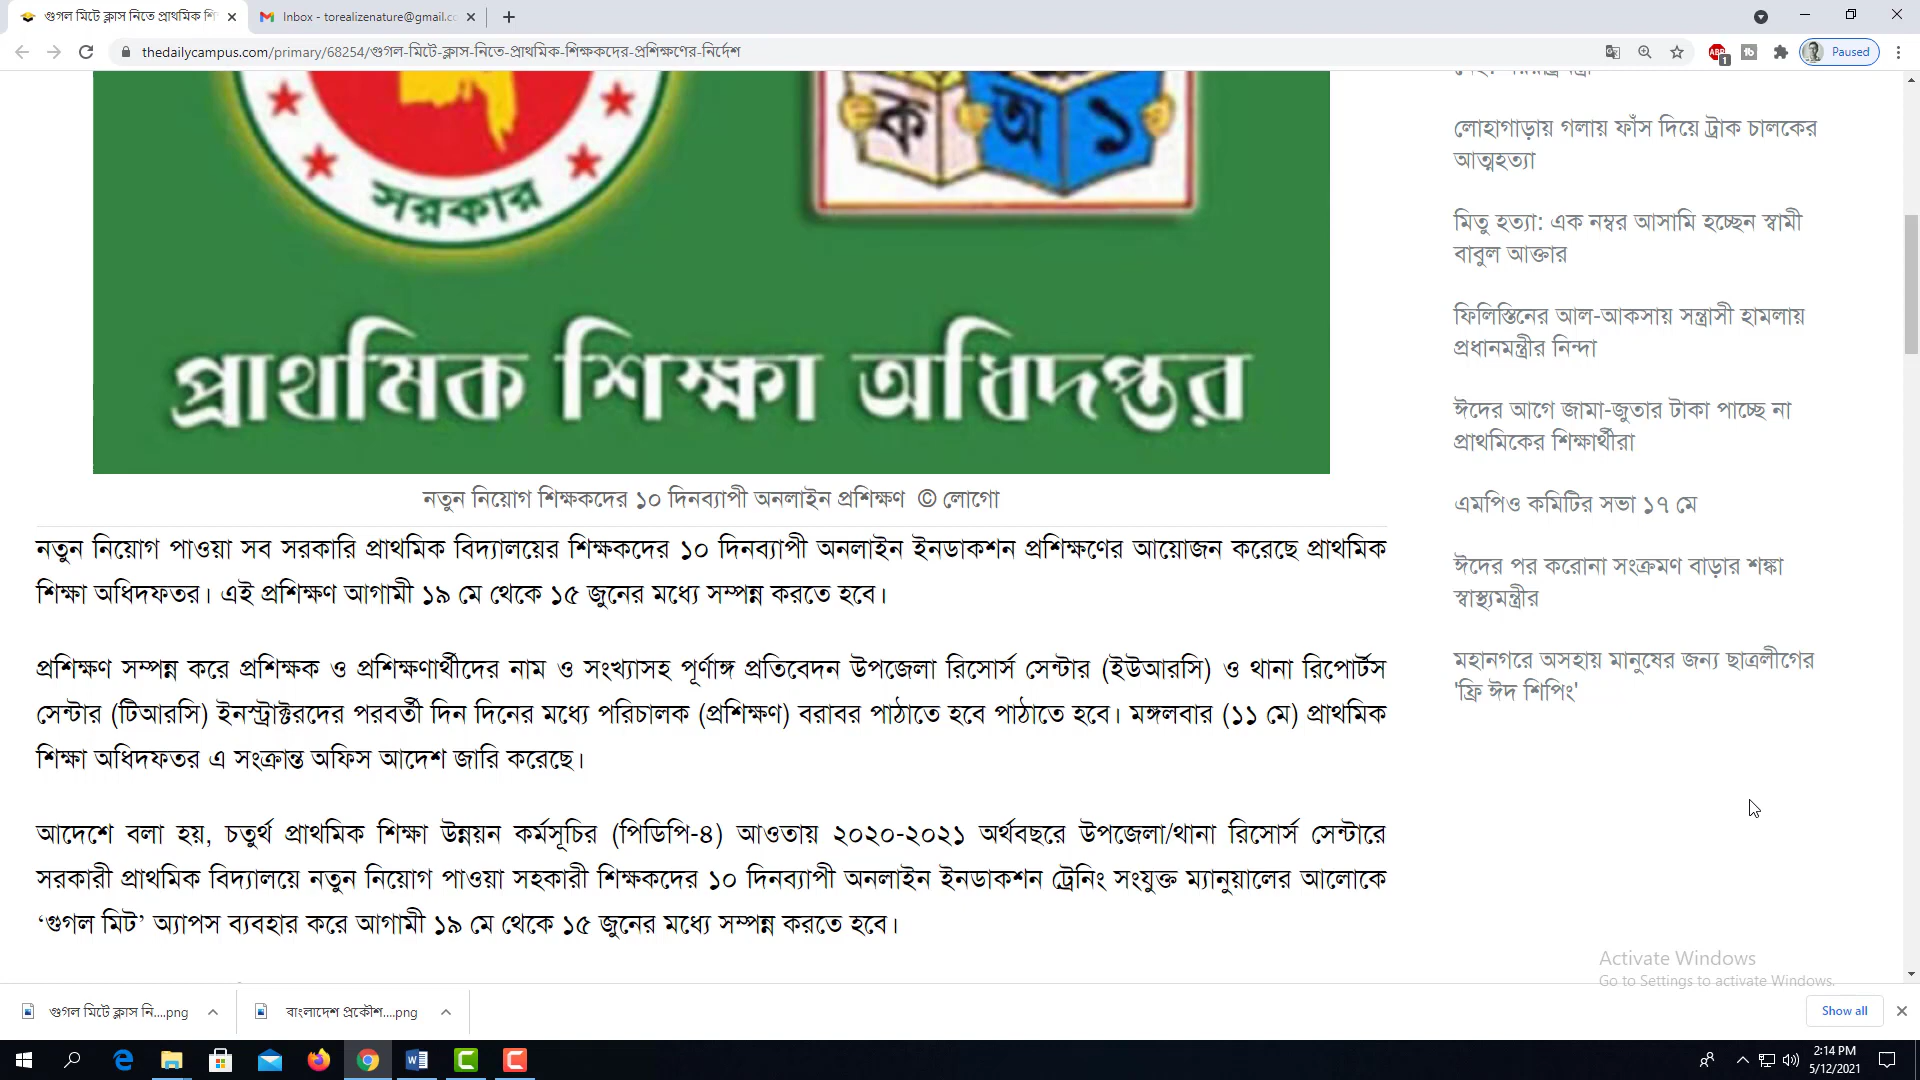 গুগল মিটে ক্লাস নিতে প্রাথমিক শি
Inbox - torealizenature@gmail.c
thedailycampus.com/primary/68254/গুগল-মিটে-ক্লাস-নিতে-প্রাথমিক-শিক্ষকদের-প্রশিক্ষণের-নির্দেশ
ABP
1
Paused
সরকার
ক অ ১
প্রাথমিক শিক্ষা অধিদপ্তর
নতুন নিয়োগ শিক্ষকদের ১০ দিনব্যাপী অনলাইন প্রশিক্ষণ © লোগো
নতুন নিয়োগ পাওয়া সব সরকারি প্রাথমিক বিদ্যালয়ের শিক্ষকদের ১০ দিনব্যাপী অনলাইন ইনডাকশন প্রশিক্ষণের আয়োজন করেছে প্রাথমিক
শিক্ষা অধিদফতর। এই প্রশিক্ষণ আগামী ১৯ মে থেকে ১৫ জুনের মধ্যে সম্পন্ন করতে হবে।
প্রশিক্ষণ সম্পন্ন করে প্রশিক্ষক ও প্রশিক্ষণার্থীদের নাম ও সংখ্যাসহ পূর্ণাঙ্গ প্রতিবেদন উপজেলা রিসোর্স সেন্টার (ইউআরসি) ও থানা রিপোর্টস
সেন্টার (টিআরসি) ইনস্ট্রাক্টরদের পরবর্তী দিন দিনের মধ্যে পরিচালক (প্রশিক্ষণ) বরাবর পাঠাতে হবে পাঠাতে হবে। মঙ্গলবার (১১ মে) প্রাথমিক
শিক্ষা অধিদফতর এ সংক্রান্ত অফিস আদেশ জারি করেছে।
আদেশে বলা হয়, চতুর্থ প্রাথমিক শিক্ষা উন্নয়ন কর্মসূচির (পিডিপি-৪) আওতায় ২০২০-২০২১ অর্থবছরে উপজেলা/থানা রিসোর্স সেন্টারে
সরকারী প্রাথমিক বিদ্যালয়ে নতুন নিয়োগ পাওয়া সহকারী শিক্ষকদের ১০ দিনব্যাপী অনলাইন ইনডাকশন ট্রেনিং সংযুক্ত ম্যানুয়ালের আলোকে
‘গুগল মিট’ অ্যাপস ব্যবহার করে আগামী ১৯ মে থেকে ১৫ জুনের মধ্যে সম্পন্ন করতে হবে।
লোহাগাড়ায় গলায় ফাঁস দিয়ে ট্রাক চালকের
আত্মহত্যা
মিতু হত্যা: এক নম্বর আসামি হচ্ছেন স্বামী
বাবুল আক্তার
ফিলিস্তিনের আল-আকসায় সন্ত্রাসী হামলায়
প্রধানমন্ত্রীর নিন্দা
ঈদের আগে জামা-জুতার টাকা পাচ্ছে না
প্রাথমিকের শিক্ষার্থীরা
এমপিও কমিটির সভা ১৭ মে
ঈদের পর করোনা সংক্রমণ বাড়ার শঙ্কা
স্বাস্থ্যমন্ত্রীর
মহানগরে অসহায় মানুষের জন্য ছাত্রলীগের
'ফ্রি ঈদ শিপিং'
Activate Windows
Go to Settings to activate Windows.
গুগল মিটে ক্লাস নি....png
বাংলাদেশ প্রকৌশ....png
Show all
2:14 PM
5/12/2021